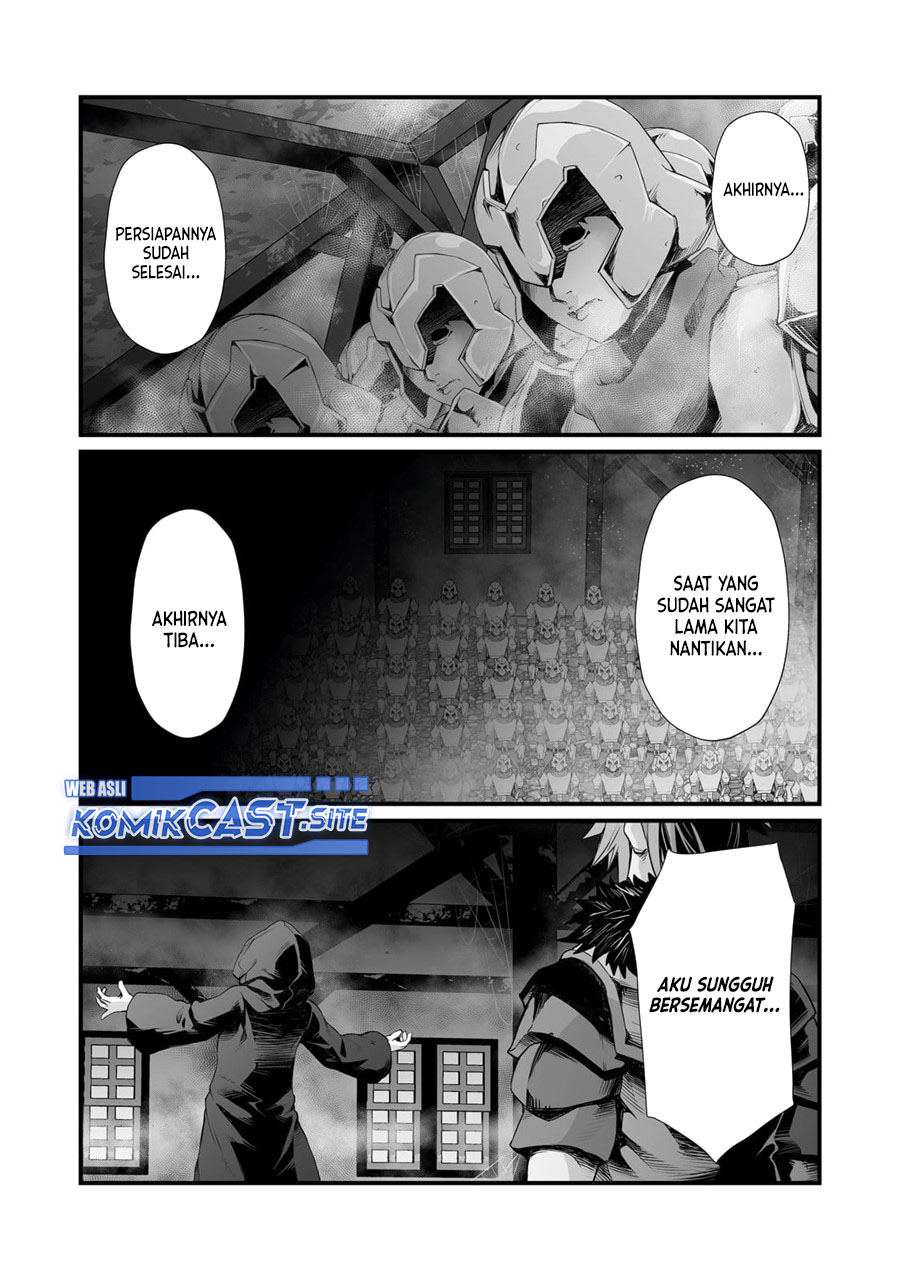 AKHIRNYA...
PERSIAPANNYA
SUDAH
SELESAI...
SAAT YANG
SUDAH SANGAT
LAMA KITA
NANTIKAN...
AKHIRNYA
TIBA...
WEB ASLI
KOMIKCAST.SITE
AKU SUNGGUH
BERSEMANGAT...